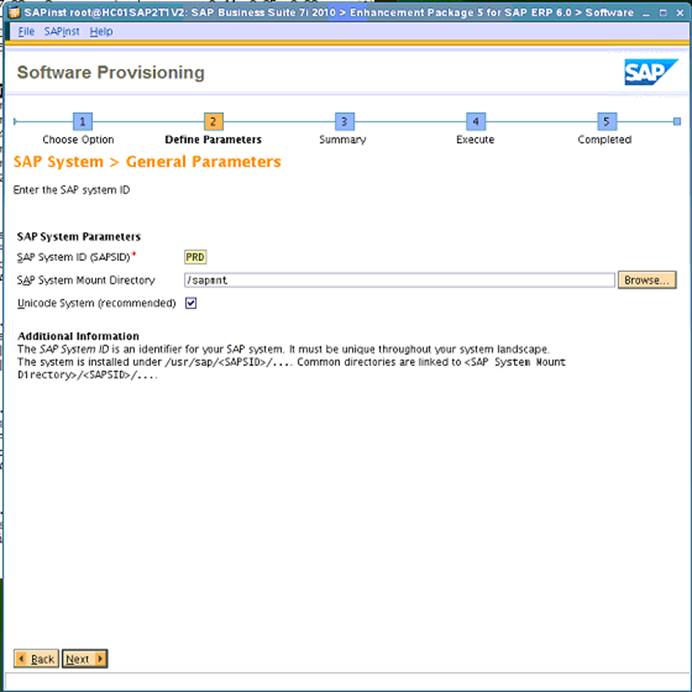 SAPinst root@HC01SAP2T1V2: SAP Business Suite 7i 2010 > Enhancement Package 5 for SAP ERP 6.0 > Software
File SAPinst Help
Software Provisioning
SAP
1 2 3 4 5
Choose Option Define Parameters Summary Execute Completed
SAP System > General Parameters
Enter the SAP system ID
SAP System Parameters
SAP System ID (SAPSID)* PRD
SAP System Mount Directory /sapmnt Browse...
Unicode System (recommended)
Additional Information
The SAP System ID is an identifier for your SAP system. It must be unique throughout your system landscape.
The system is installed under /usr/sap/<SAPSID>/.... Common directories are linked to <SAP System Mount
Directory>/<SAPSID>/....
Back Next